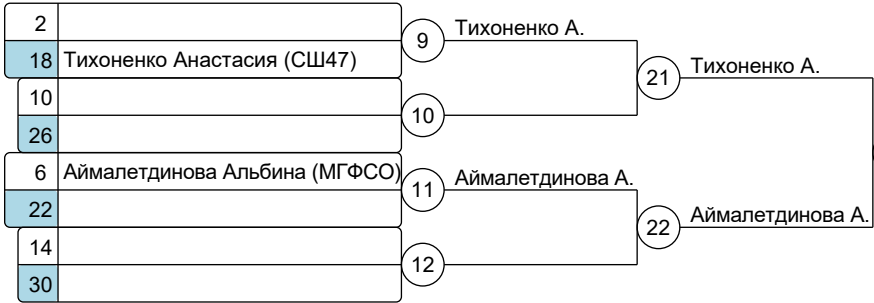 2
9 Тихоненко А.
18 Тихоненко Анастасия (СШ47)
21 Тихоненко А.
10
10
26
6 Аймалетдинова Альбина (МГФСО)
11 Аймалетдинова А.
22
22 Аймалетдинова А.
14
12
30